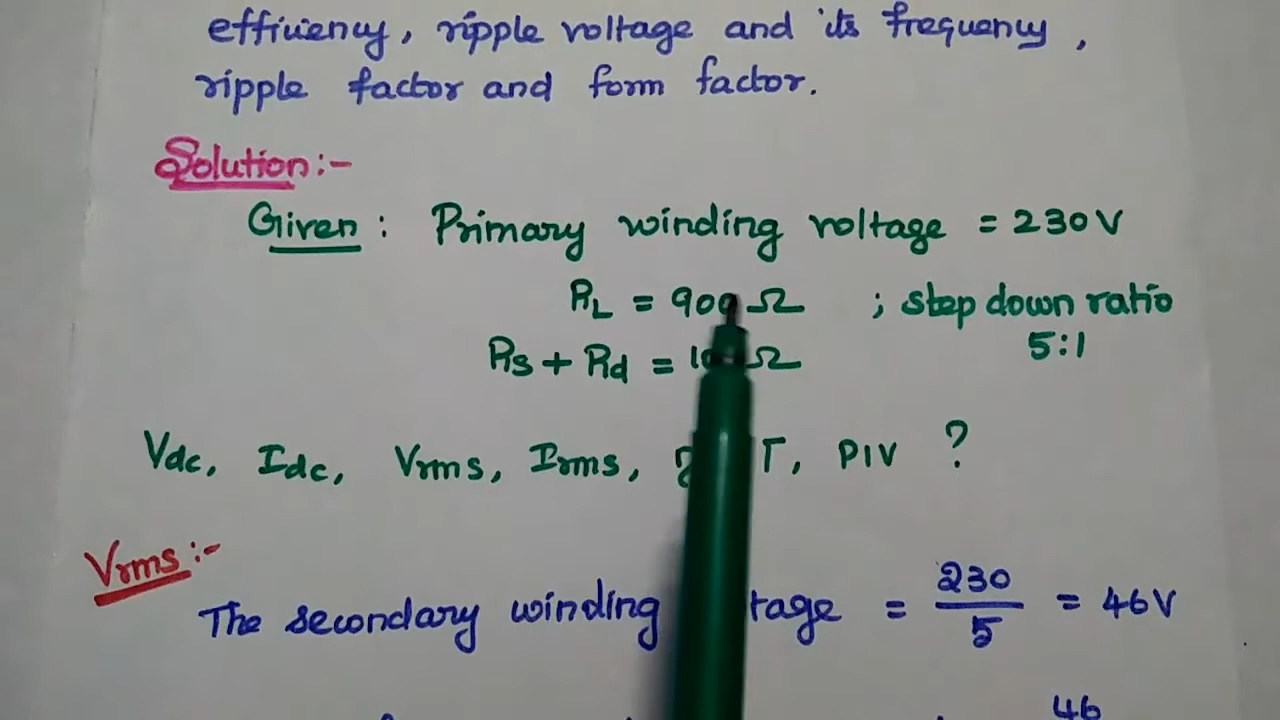 efficiency, ripple voltage and its frequency,
ripple factor and form factor.
Solution:-
Given: Primary winding voltage = 230V
RL = 900 Ω ; step down ratio
5:1
Rs + Rd = Ω
Vdc, Idc, Vrms, Irms, PIV ?
Vrms:-
The secondary winding = 230/5 = 46V
46